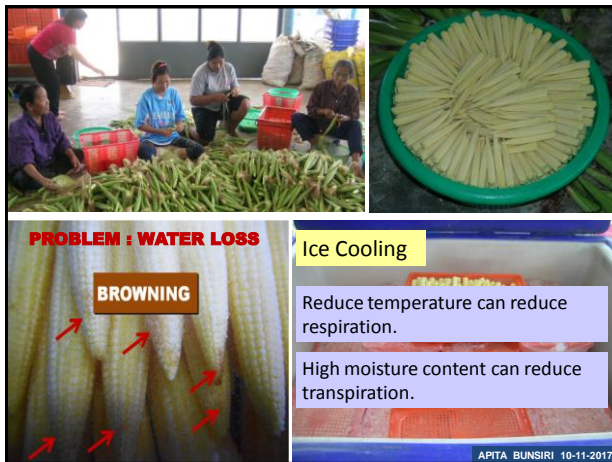 PROBLEM : WATER LOSS
BROWNING
Ice Cooling
Reduce temperature can reduce
respiration.
High moisture content can reduce
transpiration.
APITA BUNSIRI 10-11-2017